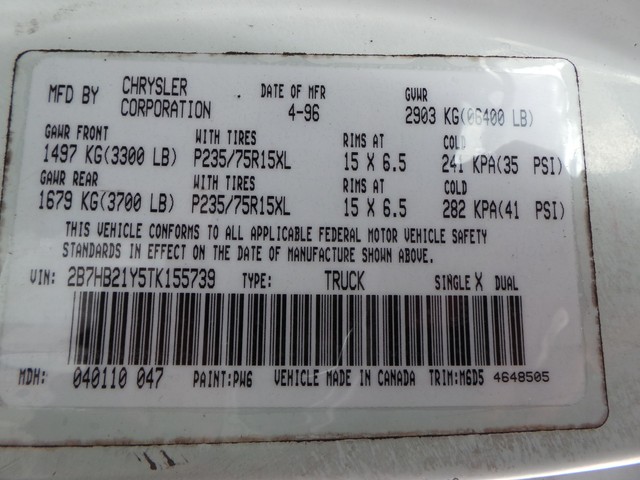 MFD BY CHRYSLER CORPORATION DATE OF MFR 4-96 GVWR 2903 KG(06400 LB)
GAWR FRONT WITH TIRES RIMS AT COLD
1497 KG(3300 LB) P235/75R15XL 15 X 6.5 241 KPA(35 PSI)
GAWR REAR WITH TIRES RIMS AT COLD
1679 KG(3700 LB) P235/75R15XL 15 X 6.5 282 KPA(41 PSI)
THIS VEHICLE CONFORMS TO ALL APPLICABLE FEDERAL MOTOR VEHICLE SAFETY
STANDARDS IN EFFECT ON THE DATE OF MANUFACTURE SHOWN ABOVE.
VIN: 2B7HB21Y5TK155739 TYPE: TRUCK SINGLE X DUAL
MDH: 040110 047 PAINT:PW6 VEHICLE MADE IN CANADA TRIM:M6D5 4648505